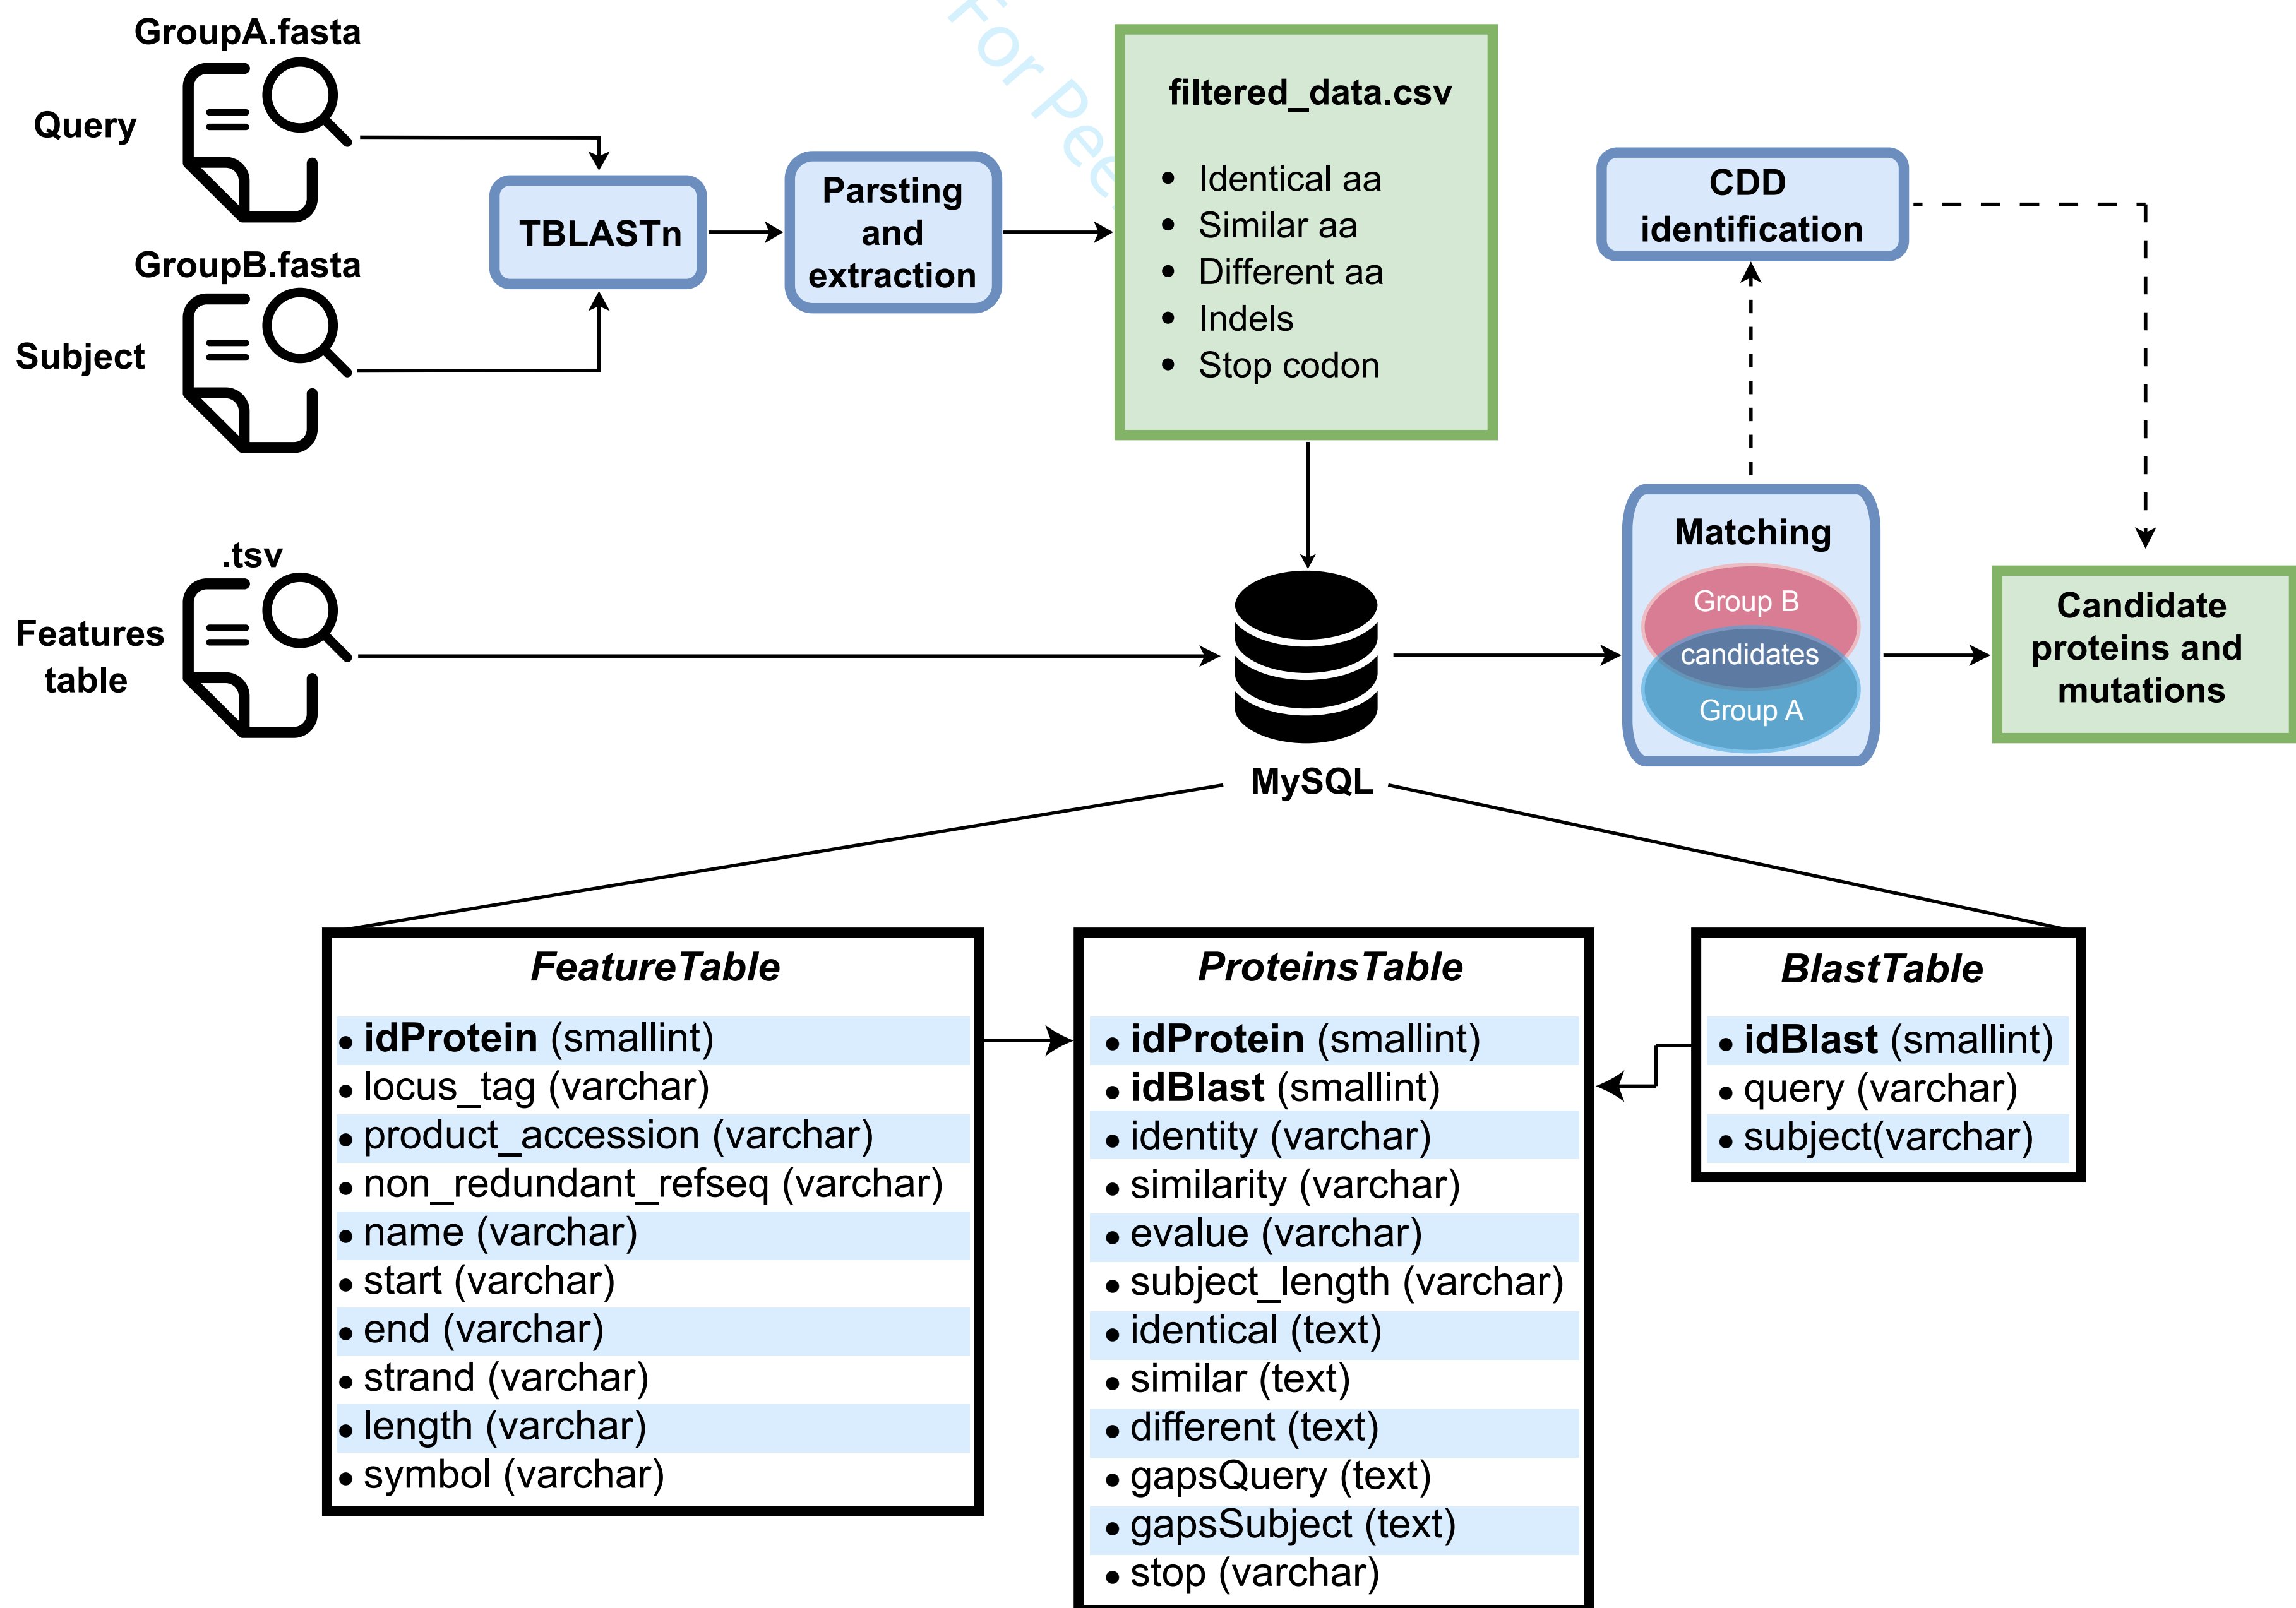 GroupA.fasta
Query
GroupB.fasta
Subject
TBLASTn
Parsting
and
extraction
For Pee
filtered_data.csv
• Identical aa
• Similar aa
• Different aa
• Indels
• Stop codon
CDD
identification
.tsv
Features
table
MySQL
Matching
Group B
candidates
Group A
Candidate
proteins and
mutations
FeatureTable
• idProtein (smallint)
• locus_tag (varchar)
• product_accession (varchar)
• non_redundant_refseq (varchar)
• name (varchar)
• start (varchar)
• end (varchar)
• strand (varchar)
• length (varchar)
• symbol (varchar)
ProteinsTable
• idProtein (smallint)
• idBlast (smallint)
• identity (varchar)
• similarity (varchar)
• evalue (varchar)
• subject_length (varchar)
• identical (text)
• similar (text)
• different (text)
• gapsQuery (text)
• gapsSubject (text)
• stop (varchar)
BlastTable
• idBlast (smallint)
• query (varchar)
• subject(varchar)